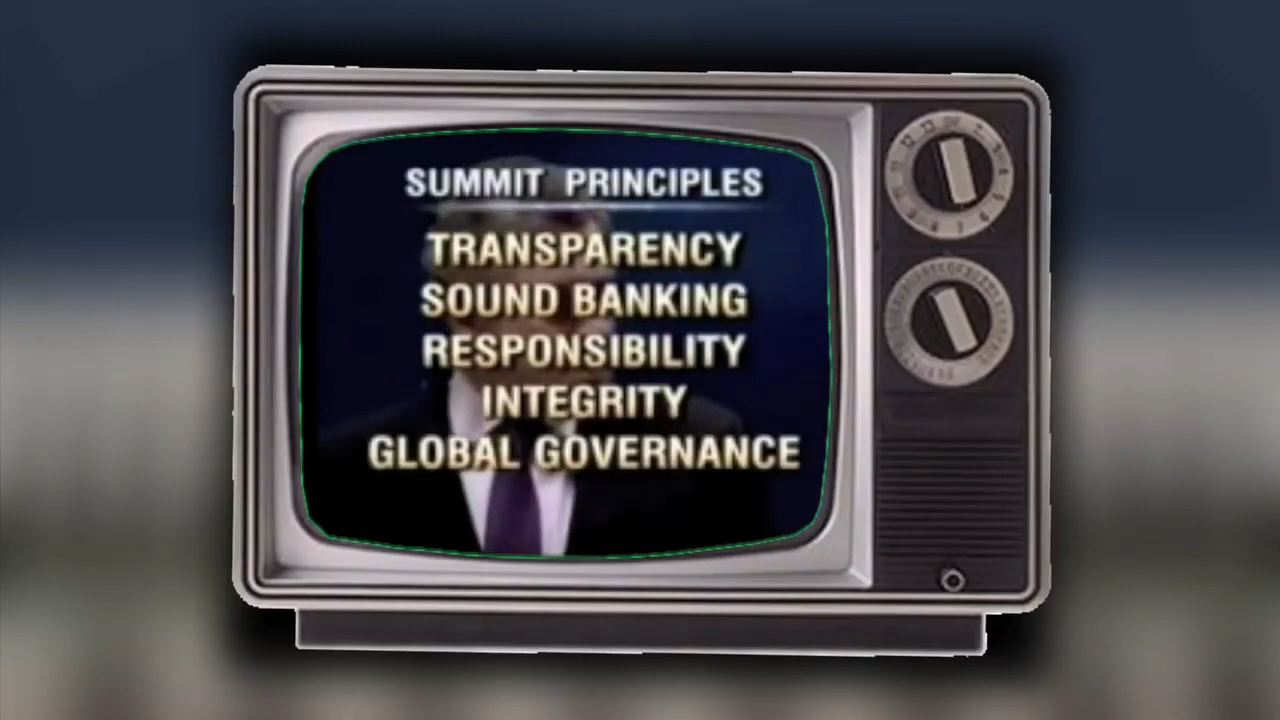 SUMMIT PRINCIPLES
TRANSPARENCY
SOUND BANKING
RESPONSIBILITY
INTEGRITY
GLOBAL GOVERNANCE